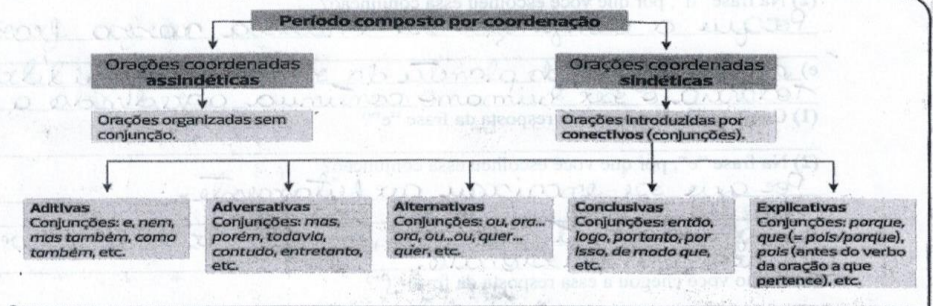 Período composto por coordenação
Orações coordenadas
assindéticas
Orações coordenadas
sindéticas
Orações organizadas sem
conjunção.
Orações introduzidas por
conectivos (conjunções).
Aditivas
Conjunções: e, nem,
mas também, como
também, etc.
Adversativas
Conjunções: mas,
porém, todavia,
contudo, entretanto,
etc.
Alternativas
Conjunções: ou, ora...
ora, ou...ou, quer...
quer, etc.
Conclusivas
Conjunções: então,
logo, portanto, por
isso, de modo que,
etc.
Explicativas
Conjunções: porque,
que (= pois/porque),
pois (antes do verbo
da oração a que
pertence), etc.